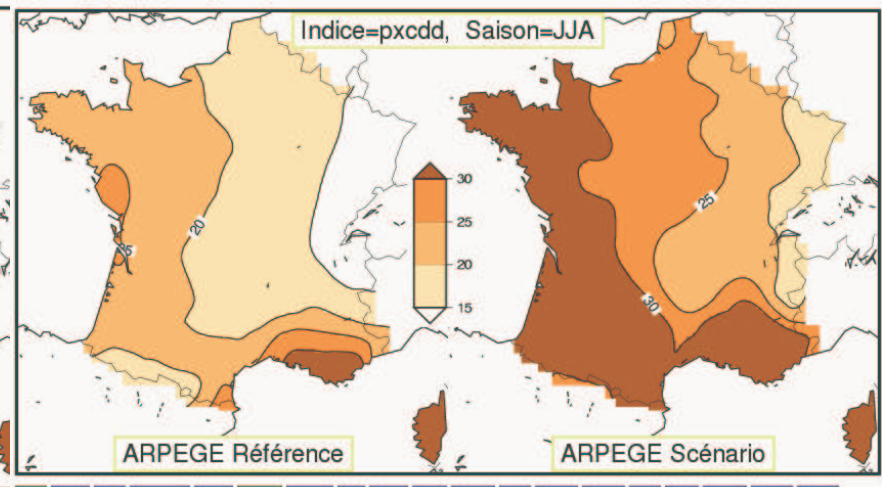 Indice=pxcdd, Saison=JJA
20
25
30
25
20
15
25
30
ARPEGE Référence
ARPEGE Scénario